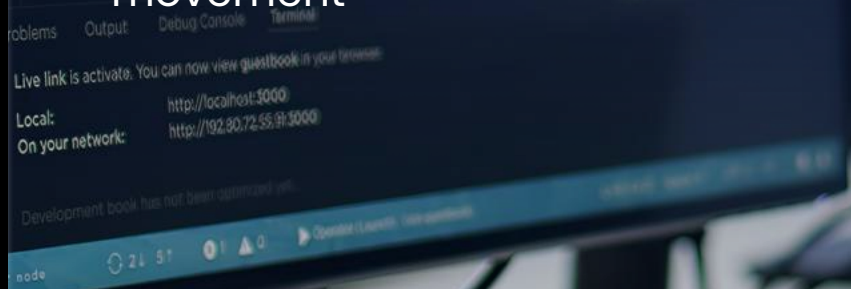 movement
Problems Output Debug Console Terminal
Live link is activate. You can now view guestbook in your browser.
Local: http://localhost:3000
On your network: http://192.80.72.55.91:3000
Development book has not been optimized yet.
node